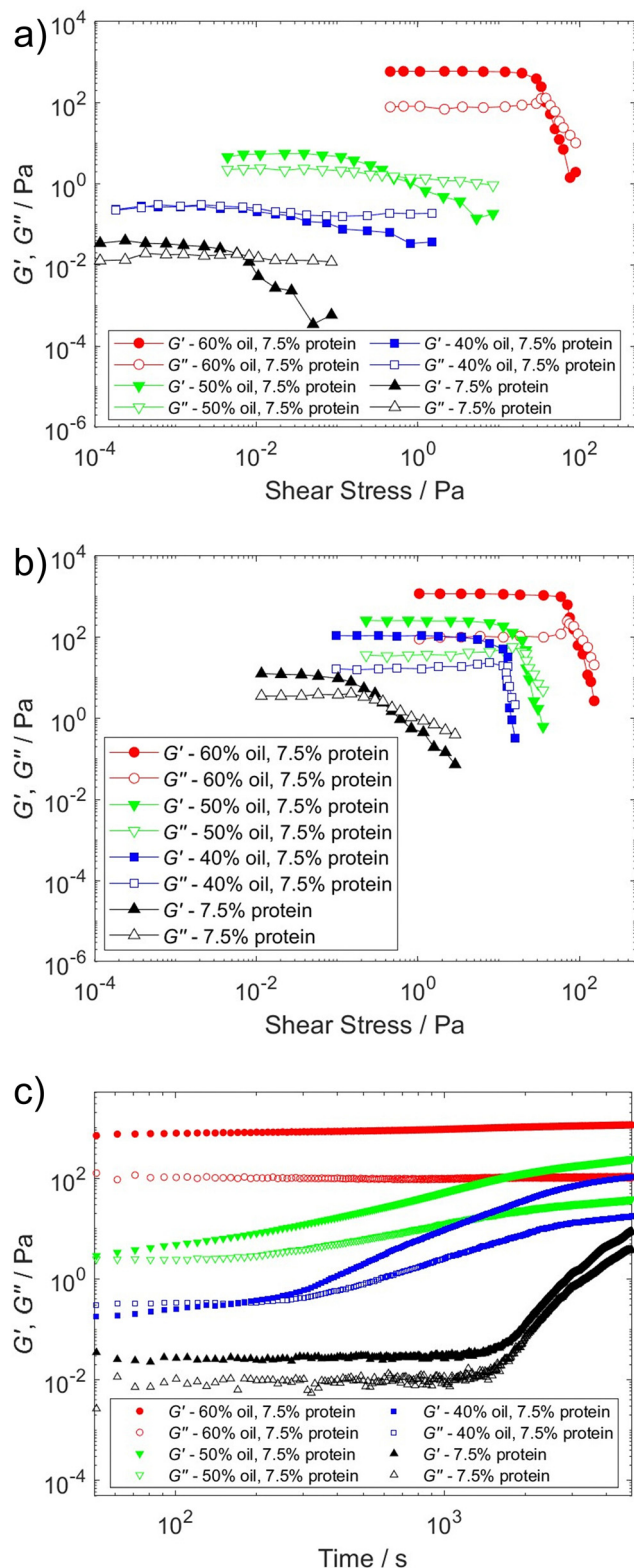 a)
10^4
10^2
10^0
10^-2
10^-4
10^-6
G', G'' / Pa
G' - 60% oil, 7.5% protein
G'' - 60% oil, 7.5% protein
G' - 50% oil, 7.5% protein
G'' - 50% oil, 7.5% protein
G' - 40% oil, 7.5% protein
G'' - 40% oil, 7.5% protein
G' - 7.5% protein
G'' - 7.5% protein
10^-4 10^-2 10^0 10^2
Shear Stress / Pa
b)
10^4
10^2
10^0
10^-2
10^-4
10^-6
G', G'' / Pa
G' - 60% oil, 7.5% protein
G'' - 60% oil, 7.5% protein
G' - 50% oil, 7.5% protein
G'' - 50% oil, 7.5% protein
G' - 40% oil, 7.5% protein
G'' - 40% oil, 7.5% protein
G' - 7.5% protein
G'' - 7.5% protein
10^-4 10^-2 10^0 10^2
Shear Stress / Pa
c)
10^2
10^0
10^-2
10^-4
G', G'' / Pa
G' - 60% oil, 7.5% protein
G'' - 60% oil, 7.5% protein
G' - 50% oil, 7.5% protein
G'' - 50% oil, 7.5% protein
G' - 40% oil, 7.5% protein
G'' - 40% oil, 7.5% protein
G' - 7.5% protein
G'' - 7.5% protein
10^2 10^3
Time / s